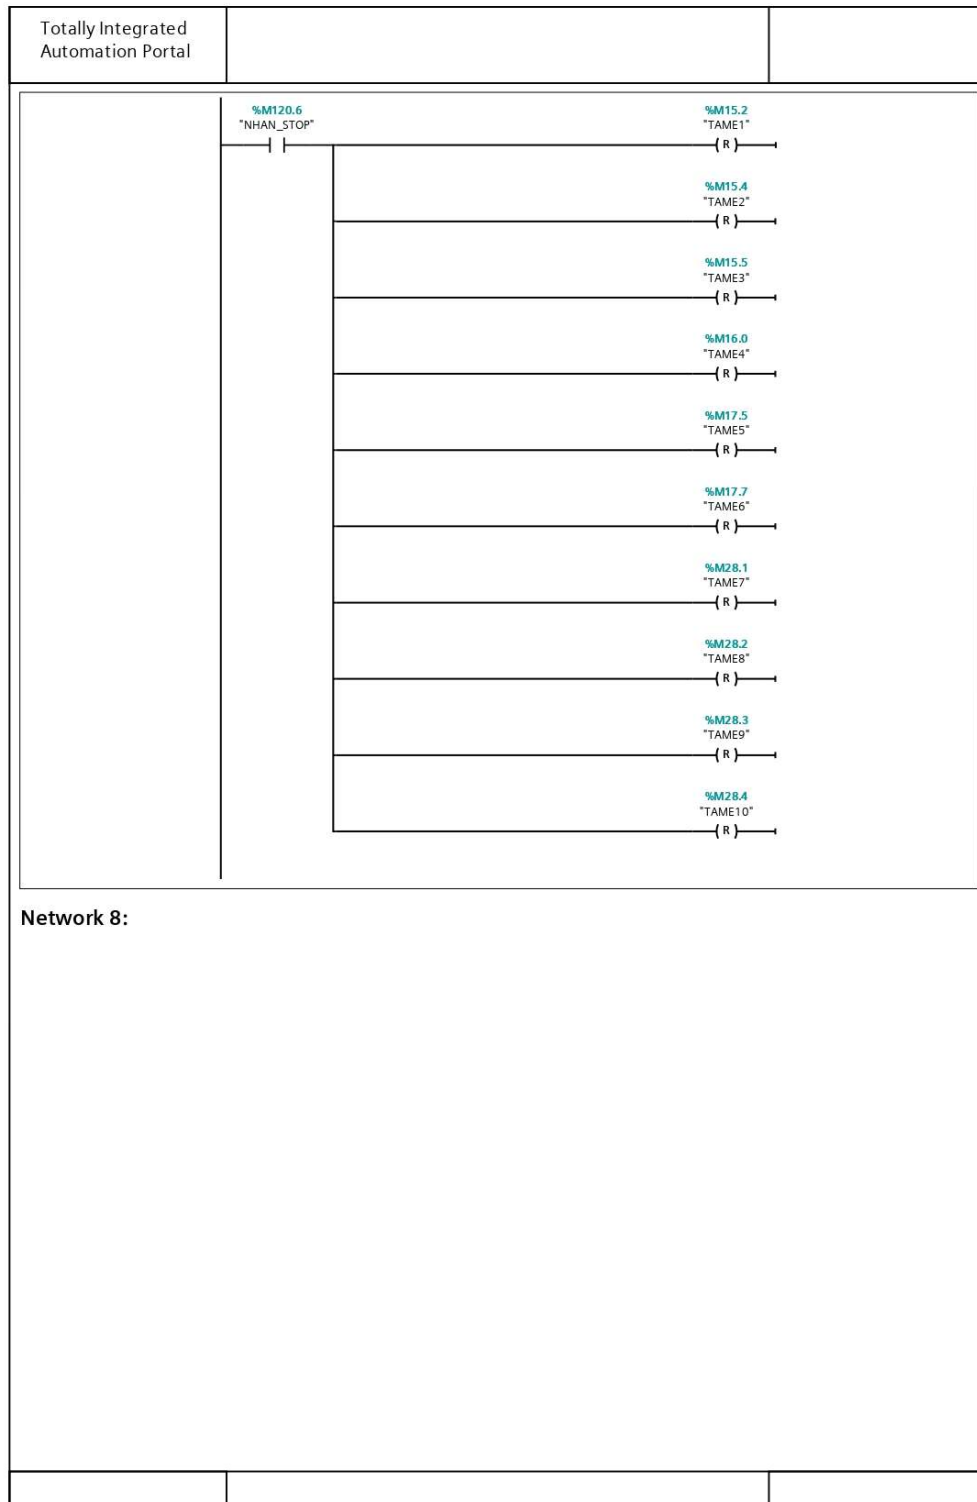 Totally Integrated
Automation Portal
%M120.6
"NHAN_STOP"
%M15.2
"TAME1"
( R )
%M15.4
"TAME2"
( R )
%M15.5
"TAME3"
( R )
%M16.0
"TAME4"
( R )
%M17.5
"TAME5"
( R )
%M17.7
"TAME6"
( R )
%M28.1
"TAME7"
( R )
%M28.2
"TAME8"
( R )
%M28.3
"TAME9"
( R )
%M28.4
"TAME10"
( R )
Network 8: